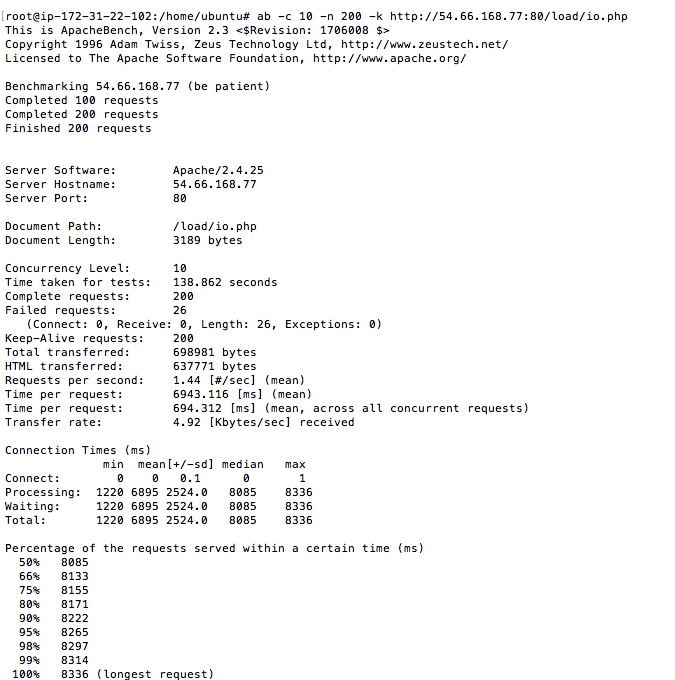 [root@ip-172-31-22-102:/home/ubuntu# ab -c 10 -n 200 -k http://54.66.168.77:80/load/io.php
This is ApacheBench, Version 2.3 <$Revision: 1706008 $>
Copyright 1996 Adam Twiss, Zeus Technology Ltd, http://www.zeustech.net/
Licensed to The Apache Software Foundation, http://www.apache.org/

Benchmarking 54.66.168.77 (be patient)
Completed 100 requests
Completed 200 requests
Finished 200 requests

Server Software:        Apache/2.4.25
Server Hostname:        54.66.168.77
Server Port:            80

Document Path:          /load/io.php
Document Length:        3189 bytes

Concurrency Level:      10
Time taken for tests:   138.862 seconds
Complete requests:      200
Failed requests:        26
   (Connect: 0, Receive: 0, Length: 26, Exceptions: 0)
Keep-Alive requests:    200
Total transferred:      698981 bytes
HTML transferred:       637771 bytes
Requests per second:    1.44 [#/sec] (mean)
Time per request:       6943.116 [ms] (mean)
Time per request:       694.312 [ms] (mean, across all concurrent requests)
Transfer rate:          4.92 [Kbytes/sec] received

Connection Times (ms)
              min  mean[+/-sd] median   max
Connect:        0    0   0.1      0       1
Processing:  1220 6895 2524.0   8085    8336
Waiting:     1220 6895 2524.0   8085    8336
Total:       1220 6895 2524.0   8085    8336

Percentage of the requests served within a certain time (ms)
  50%   8085
  66%   8133
  75%   8155
  80%   8171
  90%   8222
  95%   8265
  98%   8297
  99%   8314
 100%   8336 (longest request)